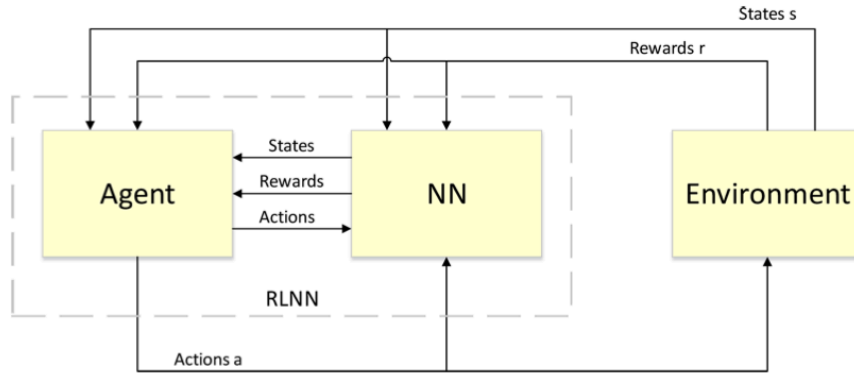 States s
Rewards r
States
Agent
Rewards
NN
Environment
Actions
RLNN
Actions a